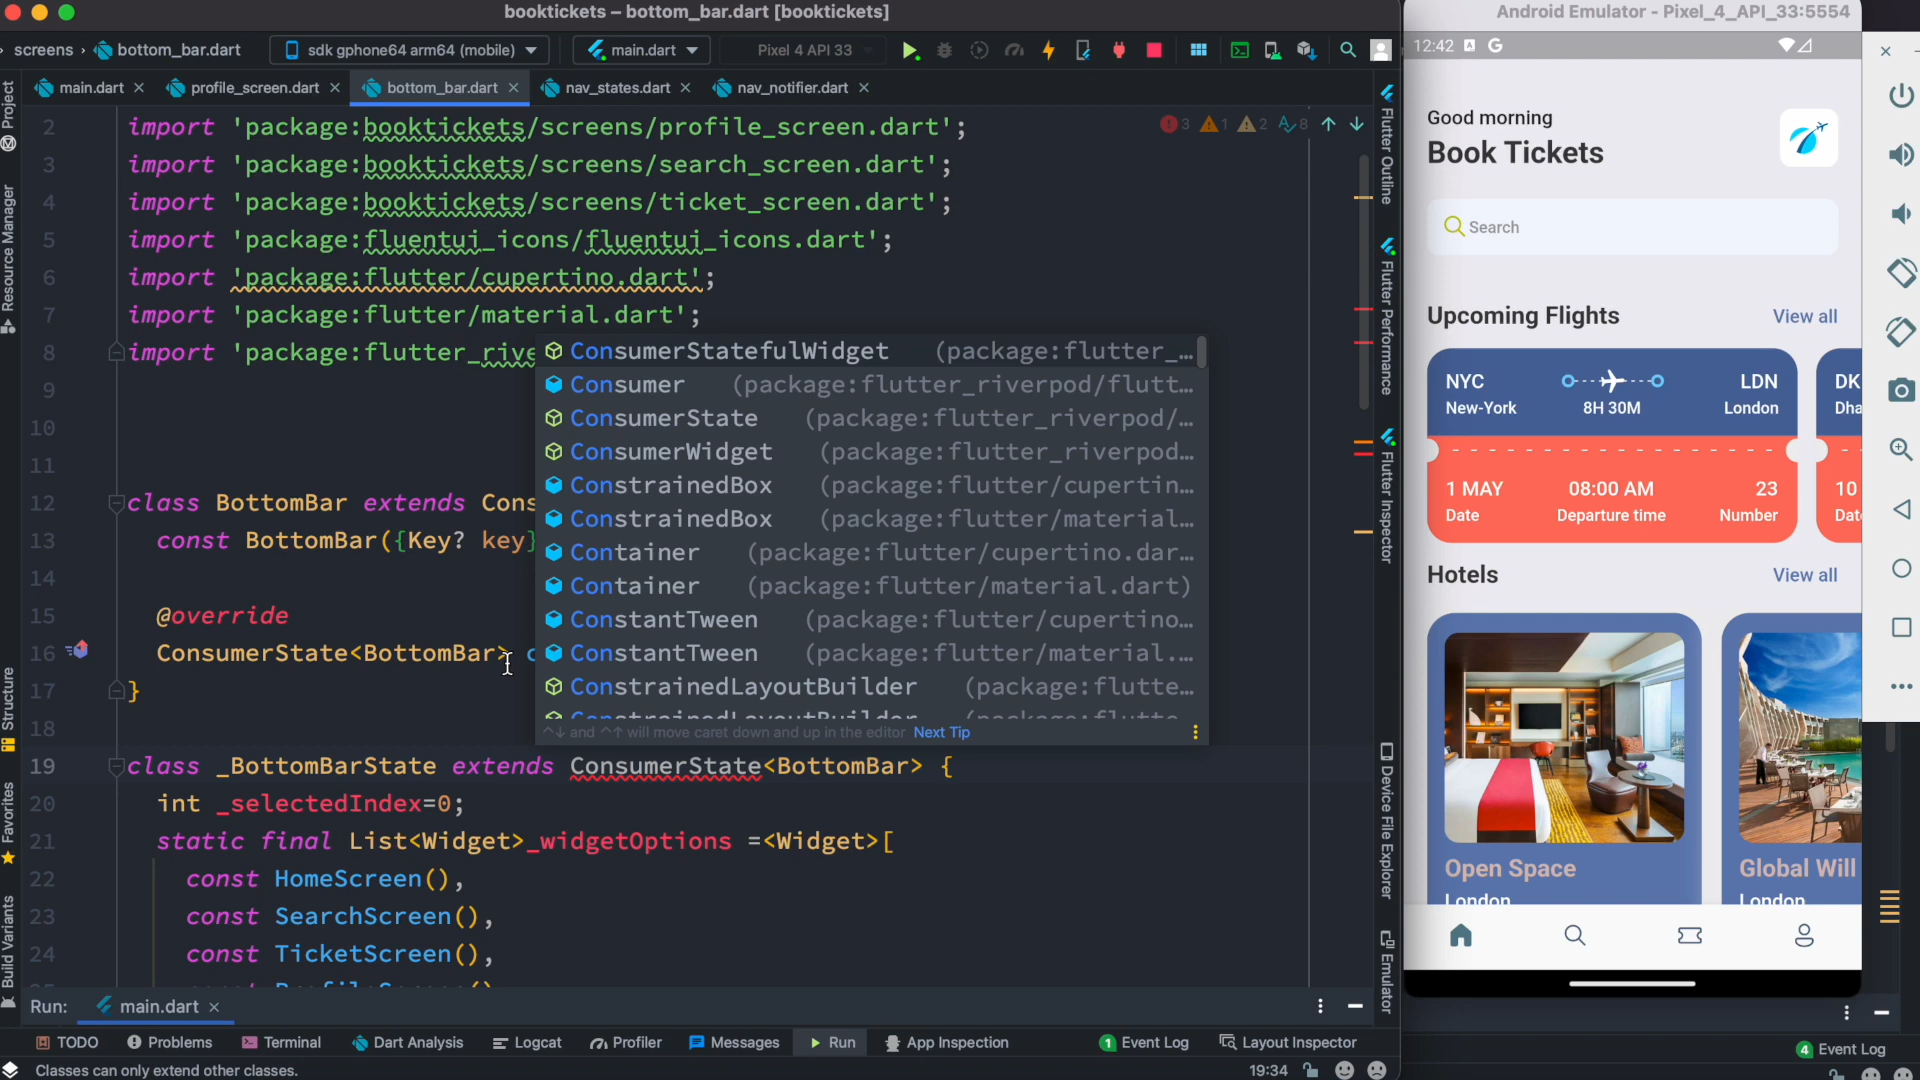 booktickets – bottom_bar.dart [booktickets]
screens › bottom_bar.dart
sdk gphone64 arm64 (mobile)
main.dart
Pixel 4 API 33
main.dart
profile_screen.dart
bottom_bar.dart
nav_states.dart
nav_notifier.dart
3 1 2 8
2 import 'package:booktickets/screens/profile_screen.dart';
3 import 'package:booktickets/screens/search_screen.dart';
4 import 'package:booktickets/screens/ticket_screen.dart';
5 import 'package:fluentui_icons/fluentui_icons.dart';
6 import 'package:flutter/cupertino.dart';
7 import 'package:flutter/material.dart';
8 import 'package:flutter_rive
9
10
11
12 class BottomBar extends Cons
13 const BottomBar({Key? key}
14
15 @override
16 ConsumerState<BottomBar> c
17 }
18
19 class _BottomBarState extends ConsumerState<BottomBar> {
20 int _selectedIndex=0;
21 static final List<Widget>_widgetOptions =<Widget>[
22 const HomeScreen(),
23 const SearchScreen(),
24 const TicketScreen(),
ConsumerStatefulWidget (package:flutter_…
Consumer (package:flutter_riverpod/flutt…
ConsumerState (package:flutter_riverpod/…
ConsumerWidget (package:flutter_riverpod…
ConstrainedBox (package:flutter/cupertin…
ConstrainedBox (package:flutter/material…
Container (package:flutter/cupertino.dar…
Container (package:flutter/material.dart)
ConstantTween (package:flutter/cupertino…
ConstantTween (package:flutter/material.…
ConstrainedLayoutBuilder (package:flutte…
^↓ and ^↑ will move caret down and up in the editor Next Tip
Project
Resource Manager
Structure
Favorites
Build Variants
Flutter Outline
Flutter Performance
Flutter Inspector
Device File Explorer
Emulator
Run: main.dart
TODO
Problems
Terminal
Dart Analysis
Logcat
Profiler
Messages
Run
App Inspection
1 Event Log
Layout Inspector
Classes can only extend other classes.
19:34
Android Emulator - Pixel_4_API_33:5554
12:42 A G
Good morning
Book Tickets
Search
Upcoming Flights
View all
NYC LDN
New-York 8H 30M London
1 MAY 08:00 AM 23
Date Departure time Number
DK
Dha
10
Dat
Hotels
View all
Open Space
London
Global Will
London
4 Event Log